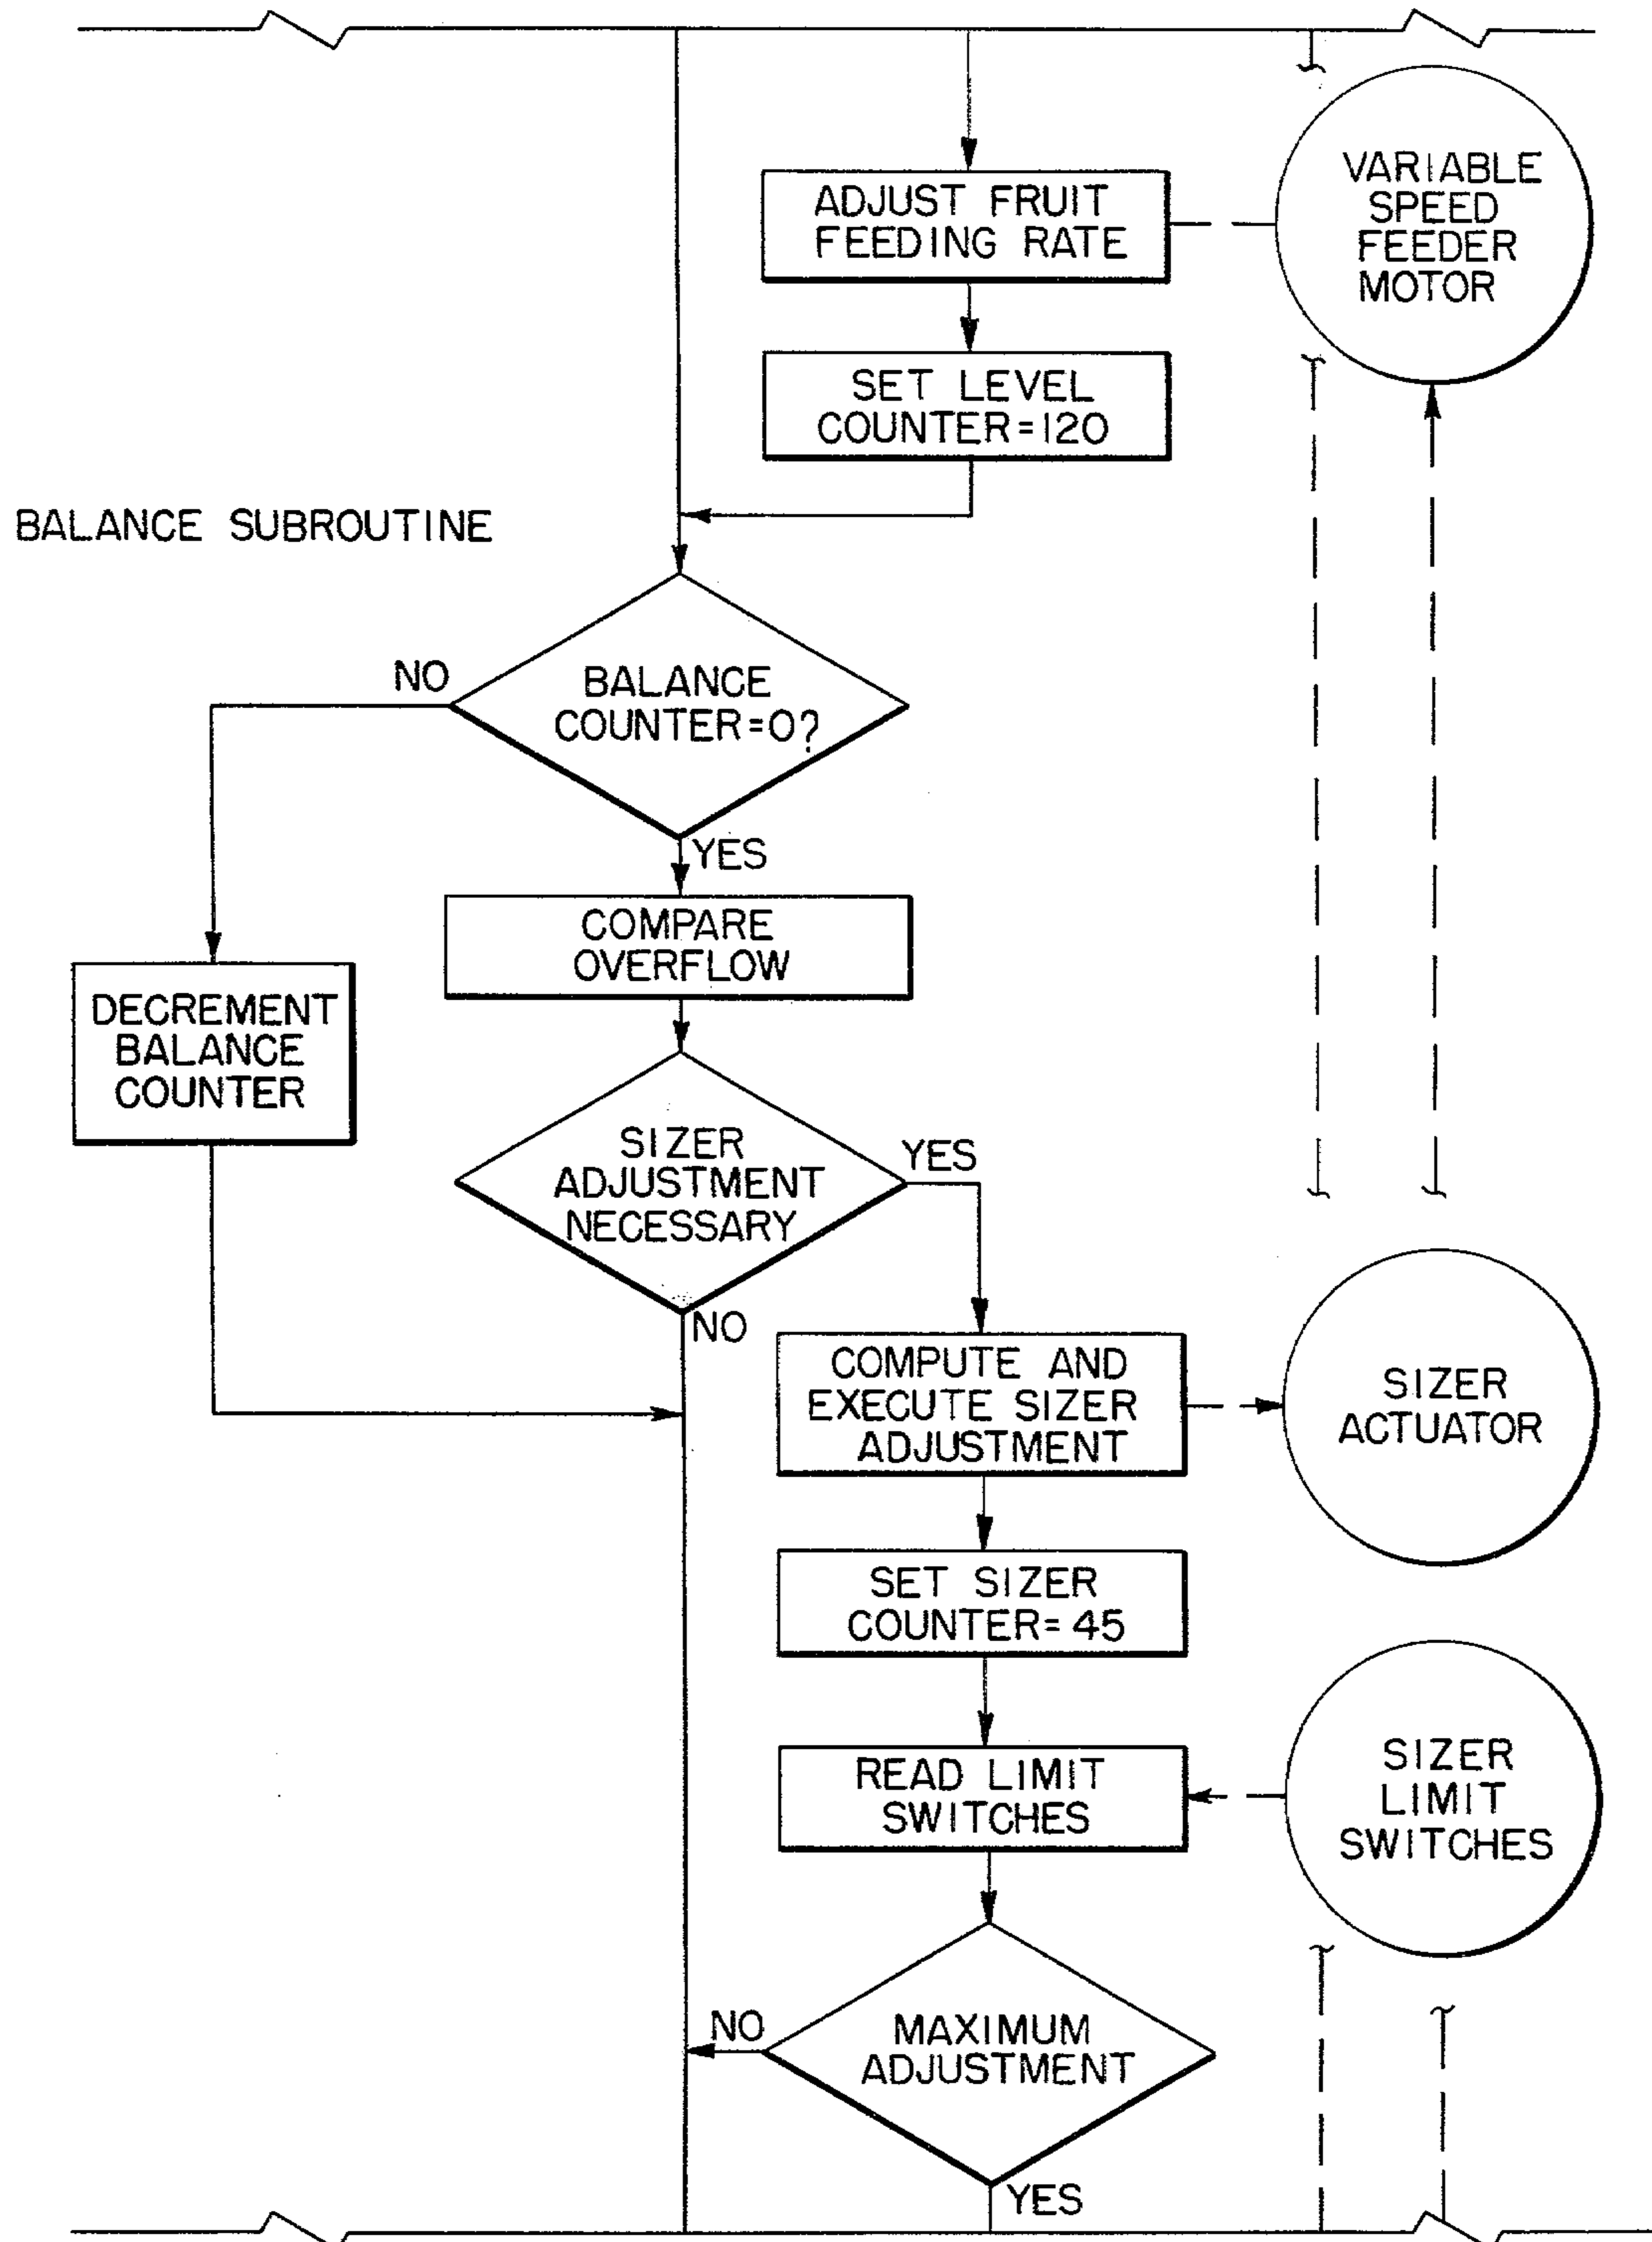 ADJUST FRUIT
FEEDING RATE
VARIABLE
SPEED
FEEDER
MOTOR
SET LEVEL
COUNTER=120
BALANCE SUBROUTINE
NO
BALANCE
COUNTER=0?
YES
COMPARE
OVERFLOW
DECREMENT
BALANCE
COUNTER
SIZER
ADJUSTMENT
NECESSARY
YES
NO
COMPUTE AND
EXECUTE SIZER
ADJUSTMENT
SIZER
ACTUATOR
SET SIZER
COUNTER=45
READ LIMIT
SWITCHES
SIZER
LIMIT
SWITCHES
NO
MAXIMUM
ADJUSTMENT
YES